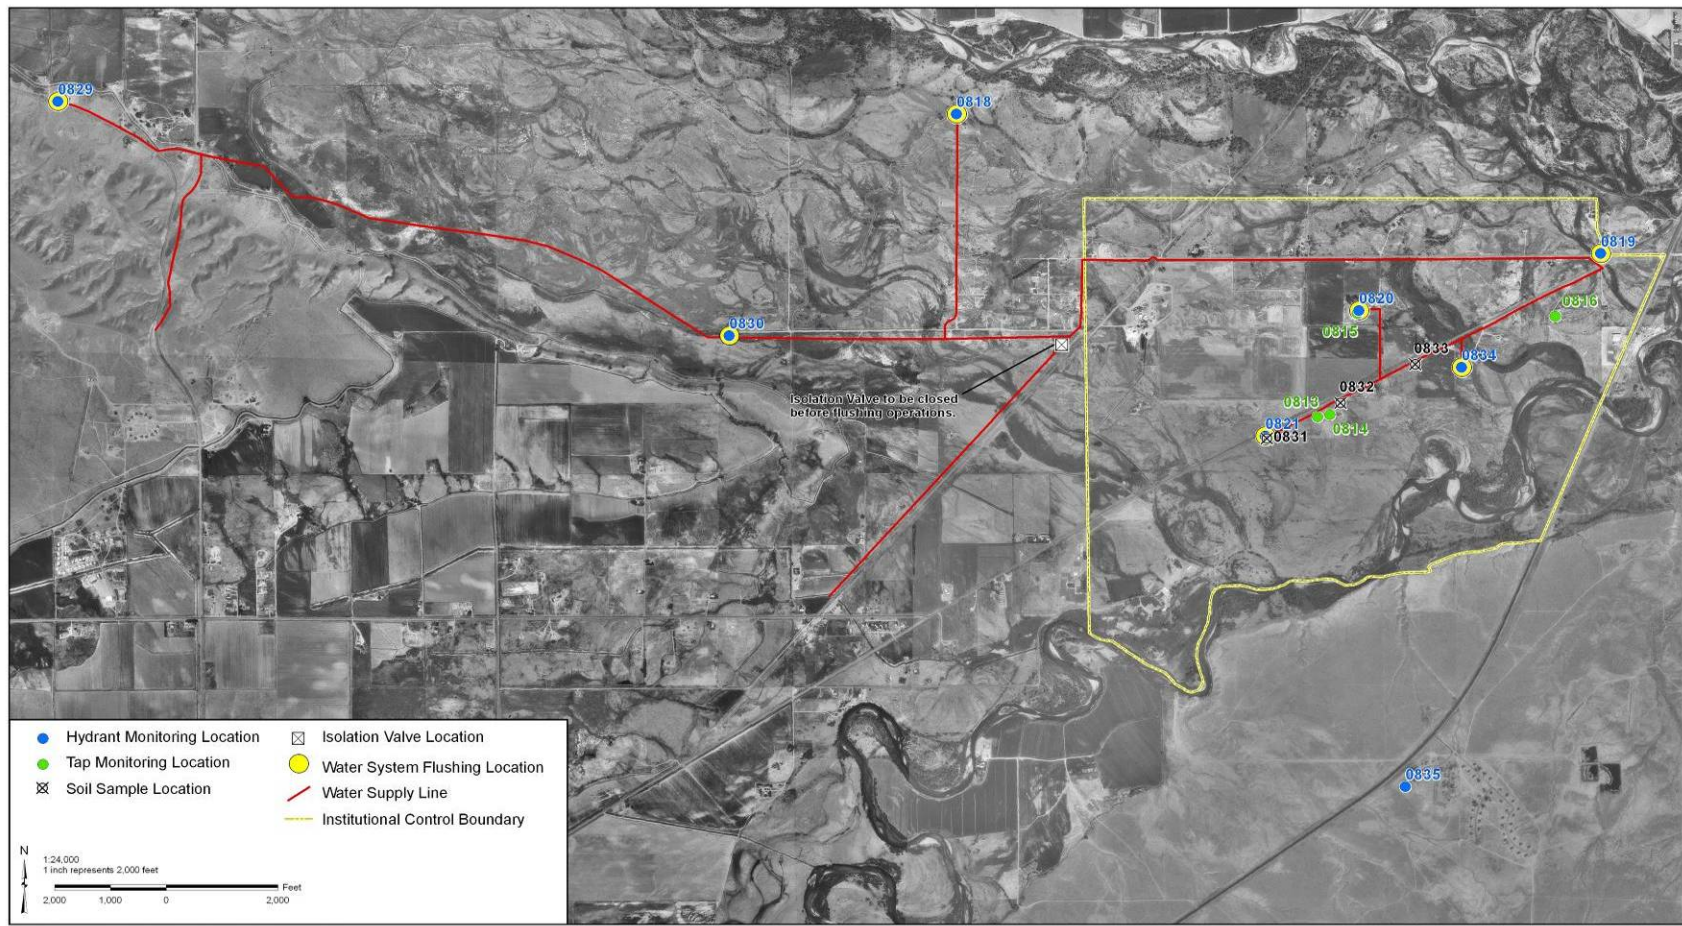 0829
0818
0819
0816
0820
0815
0830
0833
0834
0832
Isolation Valve to be closed
before flushing operations.
0813
0814
0821
0831
0835
Hydrant Monitoring Location
Tap Monitoring Location
Soil Sample Location
Isolation Valve Location
Water System Flushing Location
Water Supply Line
Institutional Control Boundary
N
1:24,000
1 inch represents 2,000 feet
Feet
2,000 1,000 0 2,000